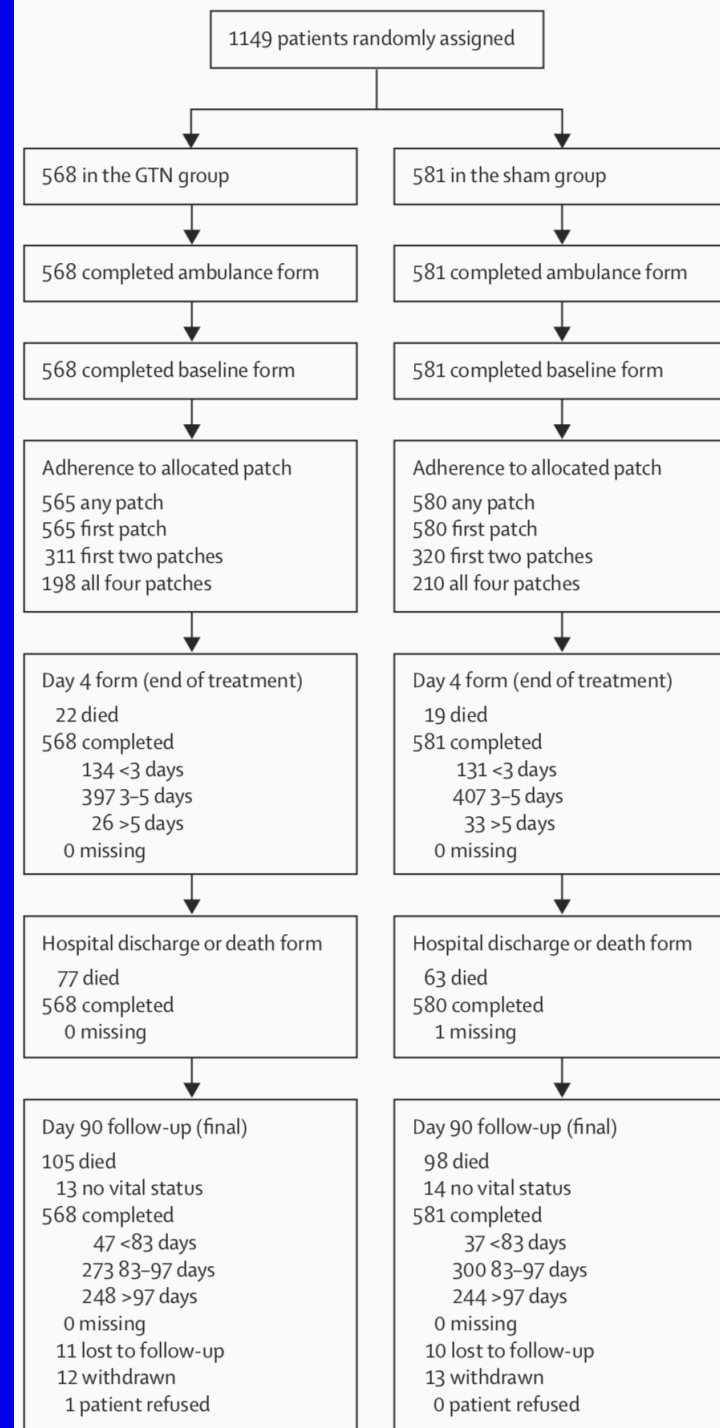 1149 patients randomly assigned
568 in the GTN group
581 in the sham group
568 completed ambulance form
581 completed ambulance form
568 completed baseline form
581 completed baseline form
Adherence to allocated patch
565 any patch
565 first patch
311 first two patches
198 all four patches
Adherence to allocated patch
580 any patch
580 first patch
320 first two patches
210 all four patches
Day 4 form (end of treatment)
22 died
568 completed
134 <3 days
397 3–5 days
26 >5 days
0 missing
Day 4 form (end of treatment)
19 died
581 completed
131 <3 days
407 3–5 days
33 >5 days
0 missing
Hospital discharge or death form
77 died
568 completed
0 missing
Hospital discharge or death form
63 died
580 completed
1 missing
Day 90 follow-up (final)
105 died
13 no vital status
568 completed
47 <83 days
273 83–97 days
248 >97 days
0 missing
11 lost to follow-up
12 withdrawn
1 patient refused
Day 90 follow-up (final)
98 died
14 no vital status
581 completed
37 <83 days
300 83–97 days
244 >97 days
0 missing
10 lost to follow-up
13 withdrawn
0 patient refused